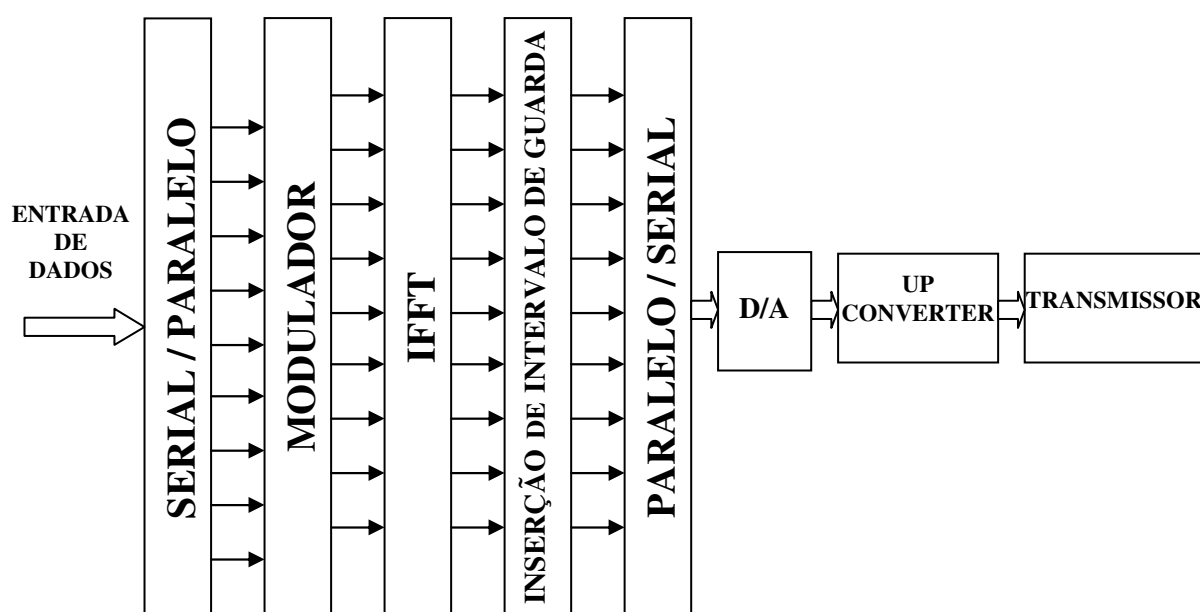 ENTRADA
DE
DADOS
SERIAL / PARALELO
MODULADOR
IFFT
INSERÇÃO DE INTERVALO DE GUARDA
PARALELO / SERIAL
D/A
UP
CONVERTER
TRANSMISSOR